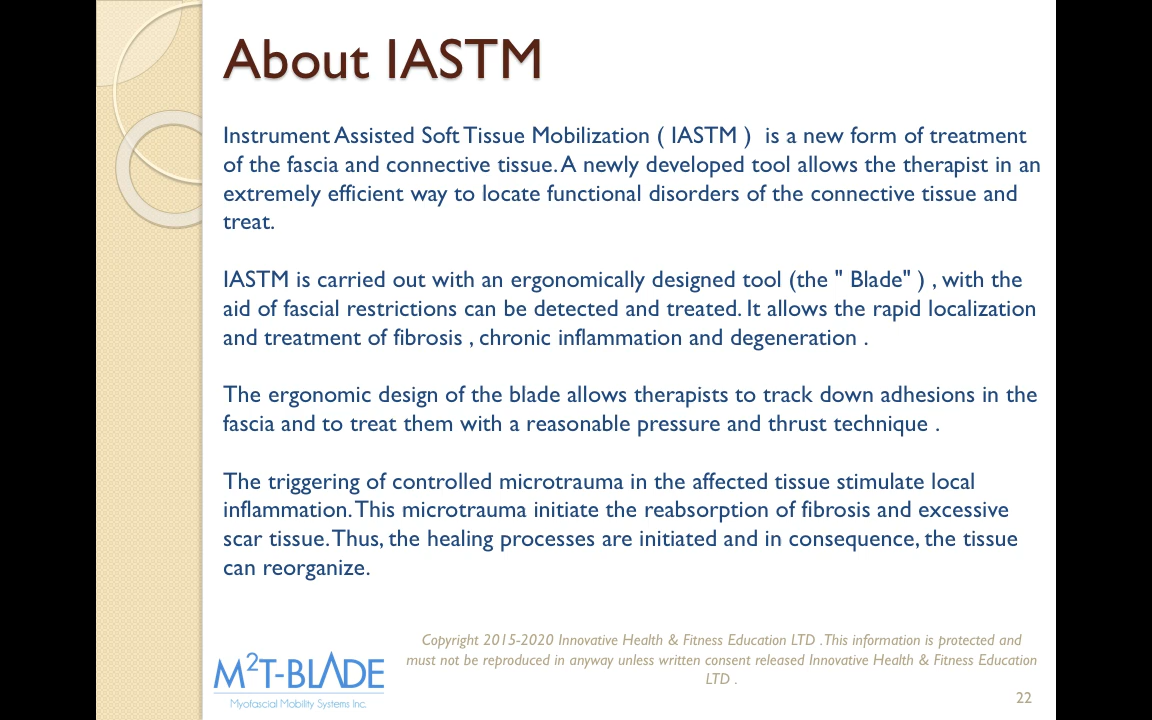 About IASTM
Instrument Assisted Soft Tissue Mobilization ( IASTM )  is a new form of treatment
of the fascia and connective tissue. A newly developed tool allows the therapist in an
extremely efficient way to locate functional disorders of the connective tissue and
treat.
IASTM is carried out with an ergonomically designed tool (the " Blade" ) , with the
aid of fascial restrictions can be detected and treated. It allows the rapid localization
and treatment of fibrosis , chronic inflammation and degeneration .
The ergonomic design of the blade allows therapists to track down adhesions in the
fascia and to treat them with a reasonable pressure and thrust technique .
The triggering of controlled microtrauma in the affected tissue stimulate local
inflammation. This microtrauma initiate the reabsorption of fibrosis and excessive
scar tissue. Thus, the healing processes are initiated and in consequence, the tissue
can reorganize.
Copyright 2015-2020 Innovative Health & Fitness Education LTD . This information is protected and
must not be reproduced in anyway unless written consent released Innovative Health & Fitness Education
LTD .
M²T-BLADE
Myofascial Mobility Systems Inc.
22